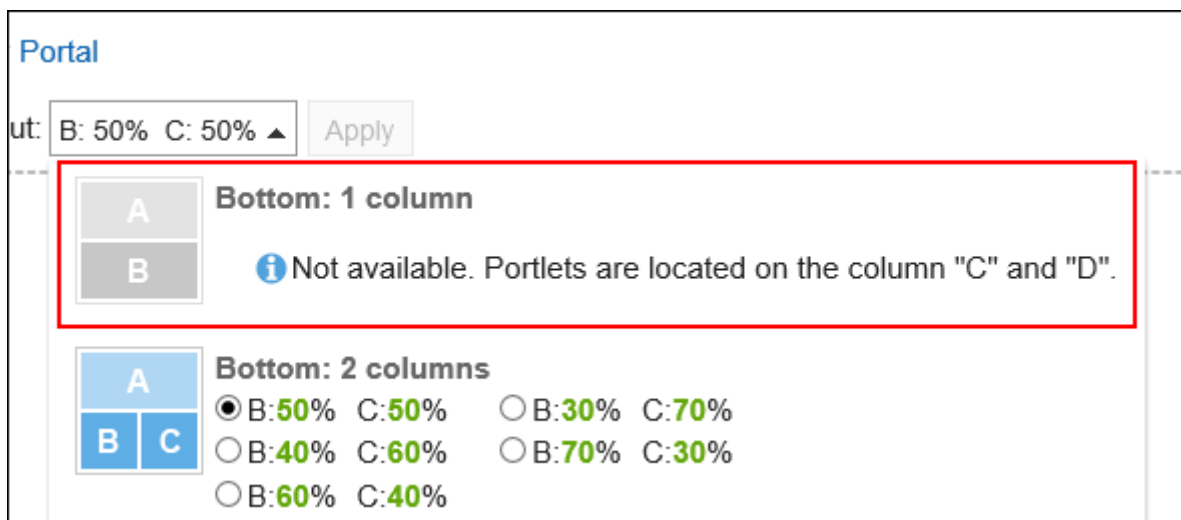 Portal
ut: B: 50% C: 50% Apply
A
Bottom: 1 column
B
Not available. Portlets are located on the column "C" and "D".
A
Bottom: 2 columns
B C
B:50% C:50% B:30% C:70%
B:40% C:60% B:70% C:30%
B:60% C:40%